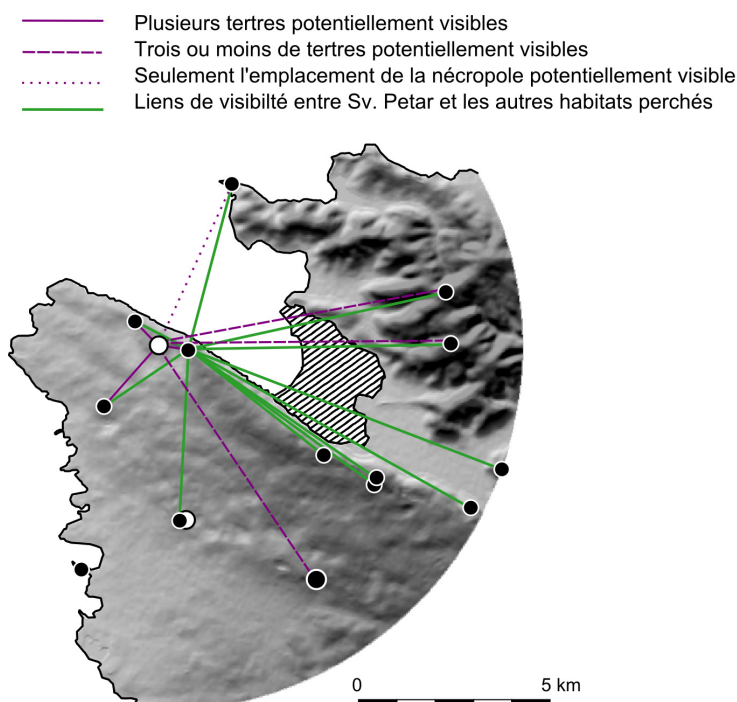 Plusieurs tertres potentiellement visibles
Trois ou moins de tertres potentiellement visibles
Seulement l'emplacement de la nécropole potentiellement visible
Liens de visibilté entre Sv. Petar et les autres habitats perchés
0 5 km